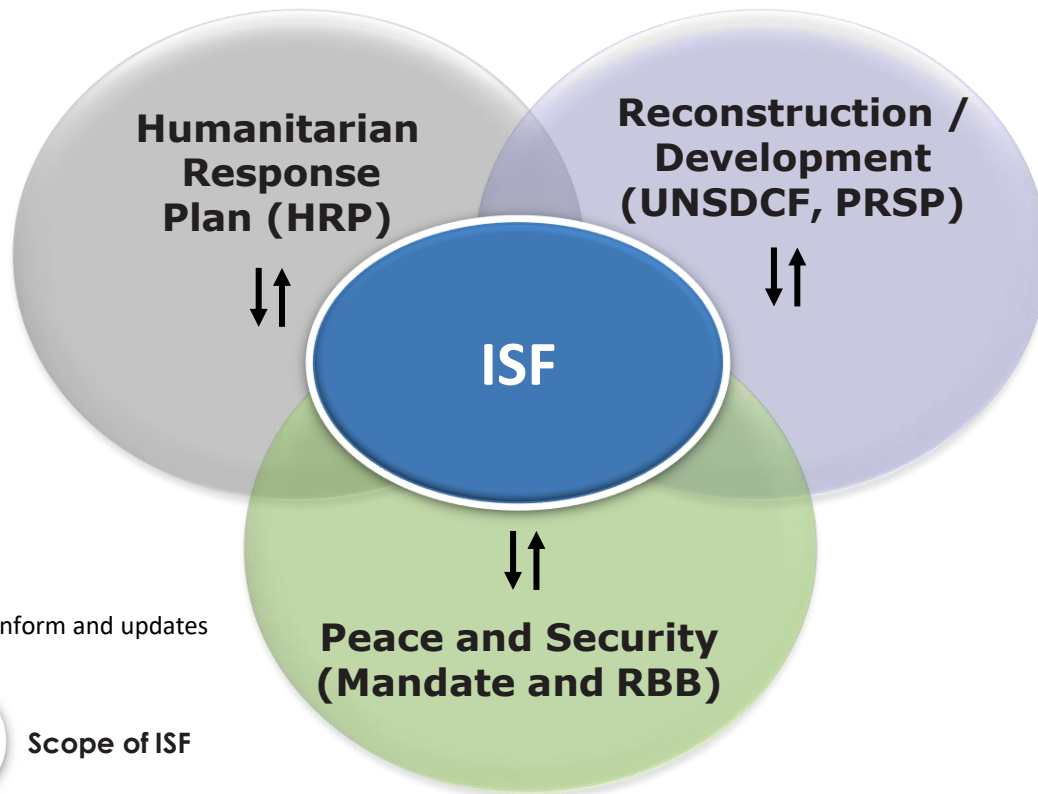 Humanitarian
Response
Plan (HRP)
Reconstruction /
Development
(UNSDCF, PRSP)
ISF
nform and updates
Peace and Security
(Mandate and RBB)
Scope of ISF